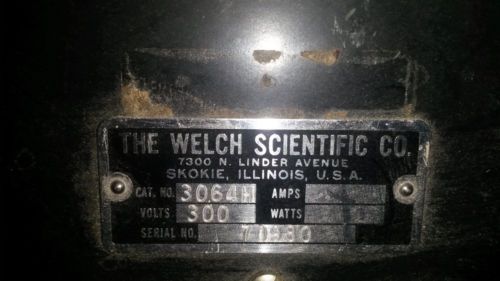 THE WELCH SCIENTIFIC CO.
7300 N. LINDER AVENUE
SKOKIE, ILLINOIS, U.S.A.
CAT. NO. 3064H AMPS
VOLTS 300 WATTS
SERIAL NO.